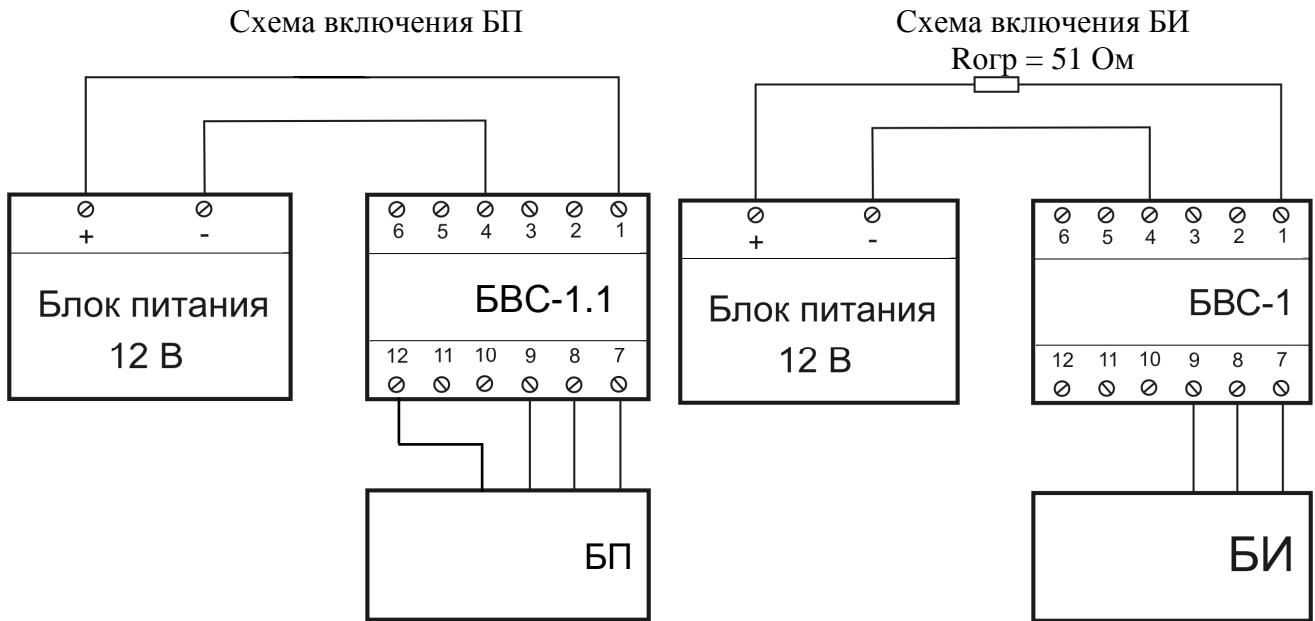 Схема включения БП
+ -
Блок питания
12 В
6 5 4 3 2 1
БВС-1.1
12 11 10 9 8 7
БП
Схема включения БИ
Rогр = 51 Ом
+ -
Блок питания
12 В
6 5 4 3 2 1
БВС-1
12 11 10 9 8 7
БИ